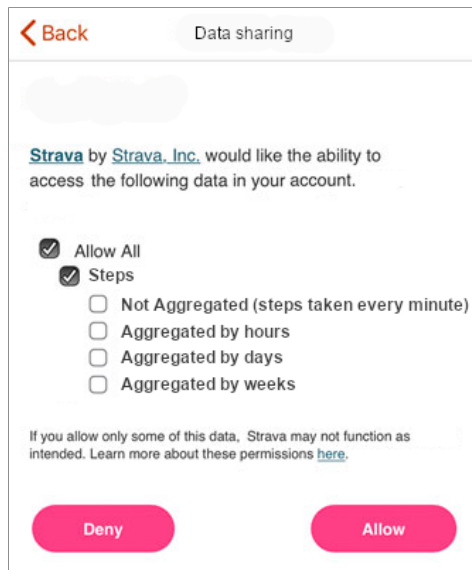 Back
Data sharing
Strava by Strava, Inc. would like the ability to
access the following data in your account.
Allow All
Steps
Not Aggregated (steps taken every minute)
Aggregated by hours
Aggregated by days
Aggregated by weeks
If you allow only some of this data, Strava may not function as
intended. Learn more about these permissions here.
Deny
Allow